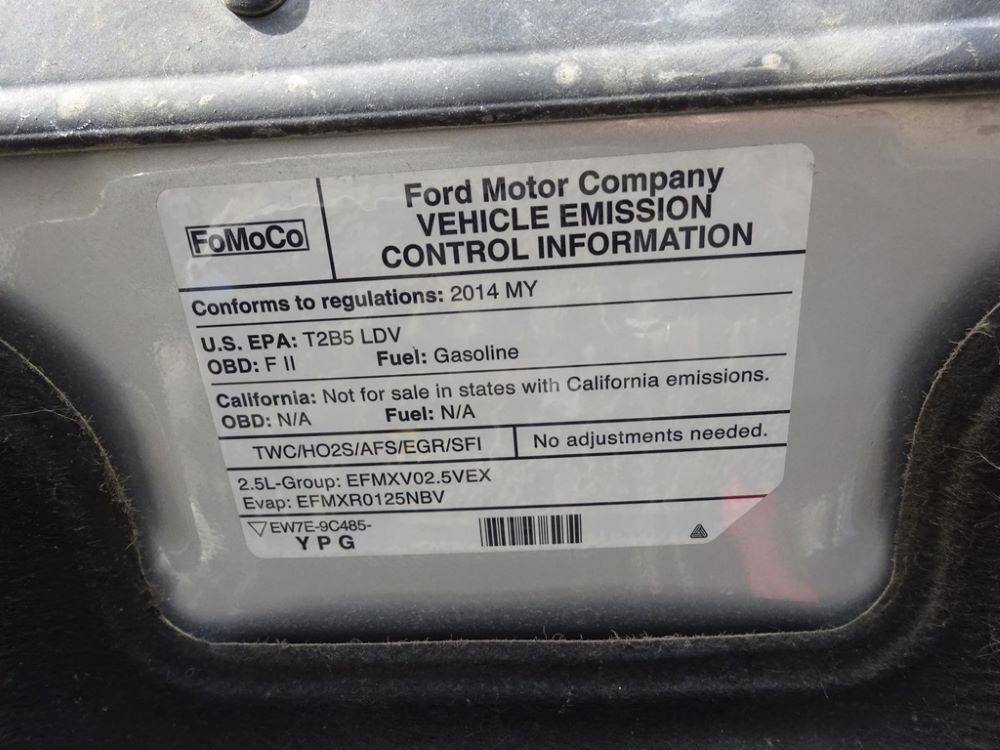 FoMoCo
Ford Motor Company
VEHICLE EMISSION
CONTROL INFORMATION
Conforms to regulations: 2014 MY
U.S. EPA: T2B5 LDV
OBD: F II Fuel: Gasoline
California: Not for sale in states with California emissions.
OBD: N/A Fuel: N/A
TWC/HO2S/AFS/EGR/SFI No adjustments needed.
2.5L-Group: EFMXV02.5VEX
Evap: EFMXR0125NBV
EW7E-9C485-
Y P G